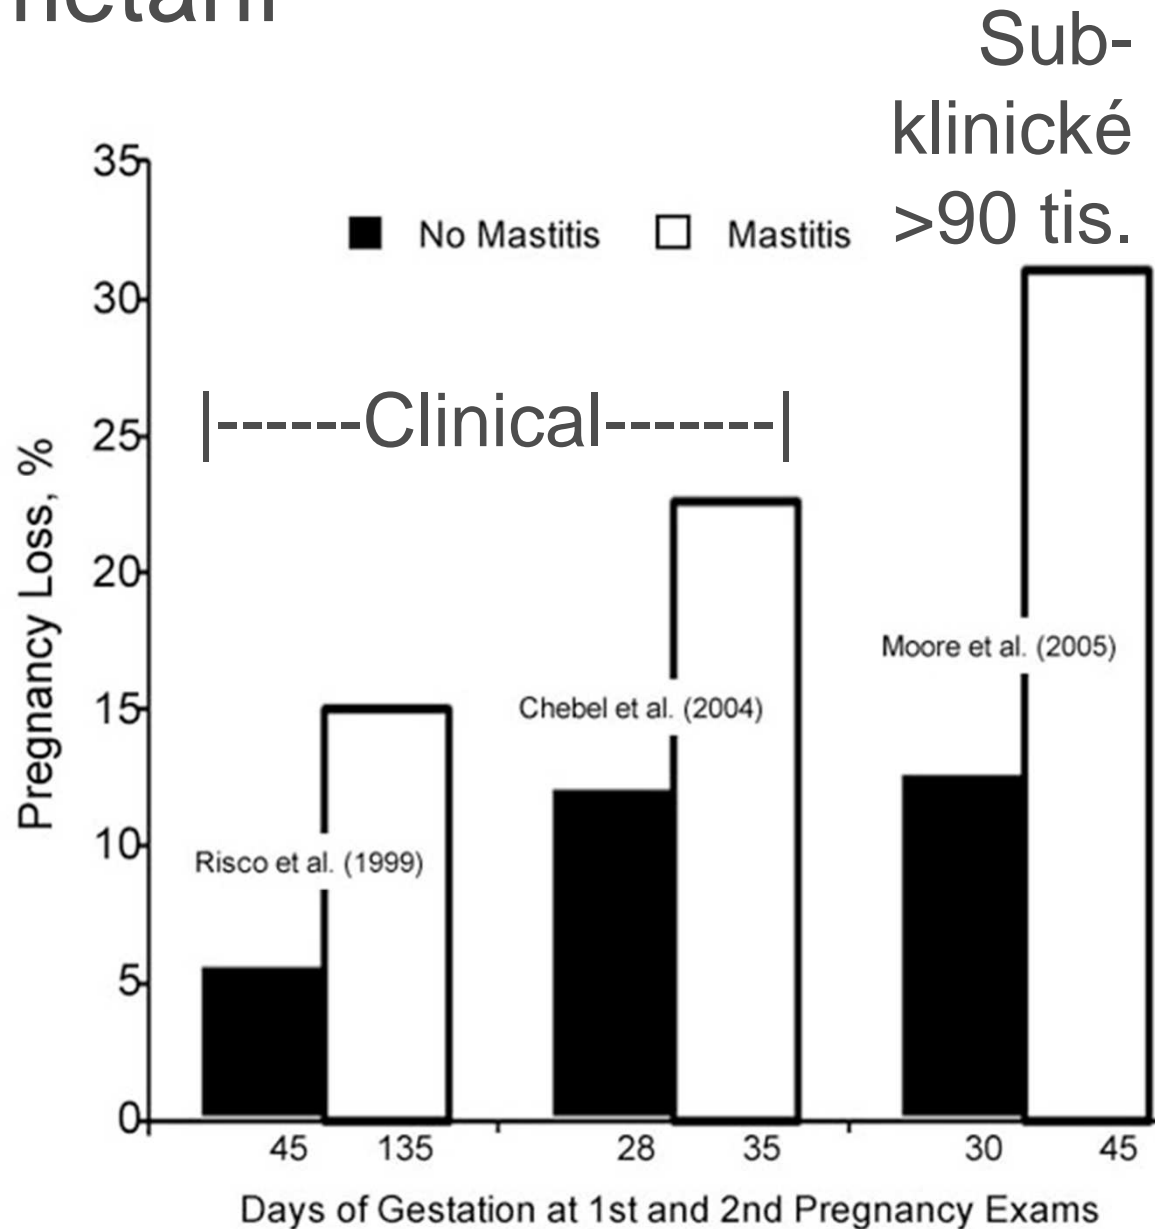 Sub-
klinické
>90 tis.
No Mastitis Mastitis
|------Clinical-------|
Pregnancy Loss, %
35
30
25
20
15
10
5
0
Risco et al. (1999)
Chebel et al. (2004)
Moore et al. (2005)
45 135 28 35 30 45
Days of Gestation at 1st and 2nd Pregnancy Exams